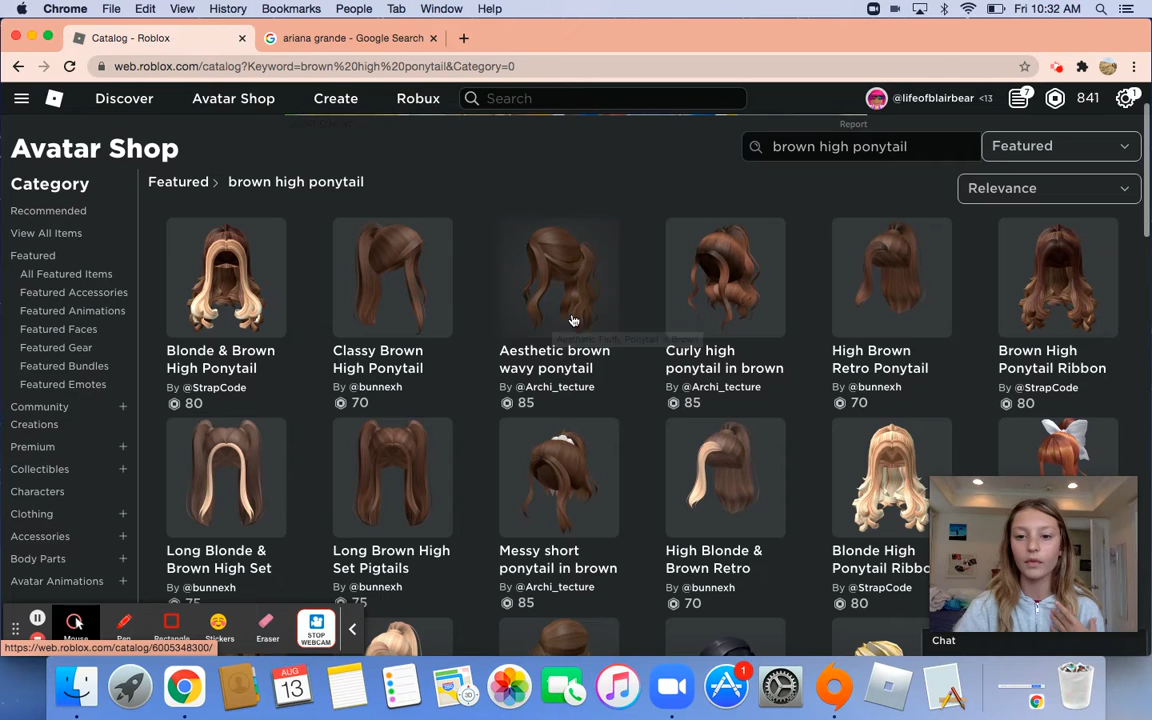 Chrome File Edit View History Bookmarks People Tab Window Help Fri 10:32 AM
Catalog - Roblox ariana grande - Google Search
web.roblox.com/catalog?Keyword=brown%20high%20ponytail&Category=0
Discover Avatar Shop Create Robux Search @lifeofblairbear <13 7 841 1
Report
Avatar Shop brown high ponytail Featured
Category Featured brown high ponytail Relevance
Recommended
View All Items
Featured
All Featured Items
Featured Accessories
Featured Animations
Featured Faces
Featured Gear
Featured Bundles
Featured Emotes
Community
Creations
Premium
Collectibles
Characters
Clothing
Accessories
Body Parts
Avatar Animations
Blonde & Brown
High Ponytail
By @StrapCode
80
Classy Brown
High Ponytail
By @bunnexh
70
Aesthetic brown
wavy ponytail
By @Archi_tecture
85
Curly high
ponytail in brown
By @Archi_tecture
85
High Brown
Retro Ponytail
By @bunnexh
70
Brown High
Ponytail Ribbon
By @StrapCode
80
Long Blonde &
Brown High Set
By @bunnexh
75
Long Brown High
Set Pigtails
By @bunnexh
75
Messy short
ponytail in brown
By @Archi_tecture
85
High Blonde &
Brown Retro
By @bunnexh
70
Blonde High
Ponytail Ribbo
By @StrapCode
80
Mouse Pen Rectangle Stickers Eraser STOP
WEBCAM
Chat
https://web.roblox.com/catalog/6005348300/
AUG
13
1